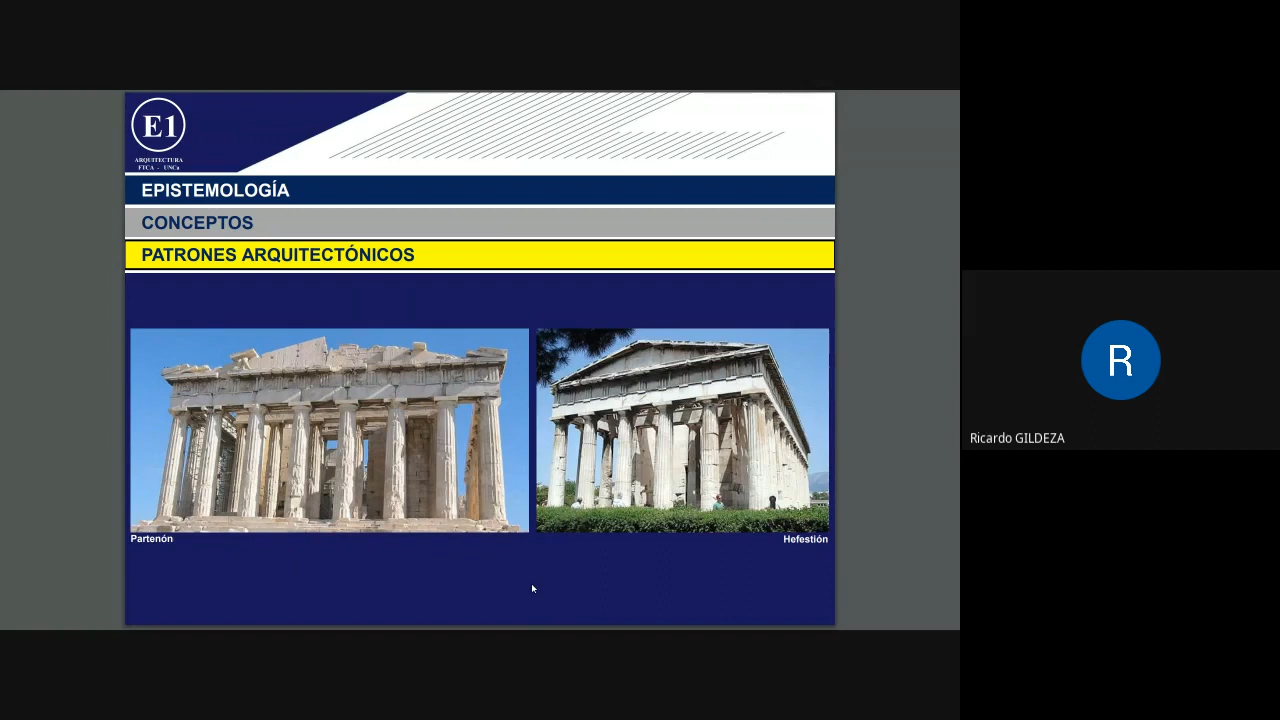 E1
ARQUITECTURA
FTCA - UNCa
EPISTEMOLOGÍA
CONCEPTOS
PATRONES ARQUITECTÓNICOS
Partenón
Hefestión
R
Ricardo GILDEZA